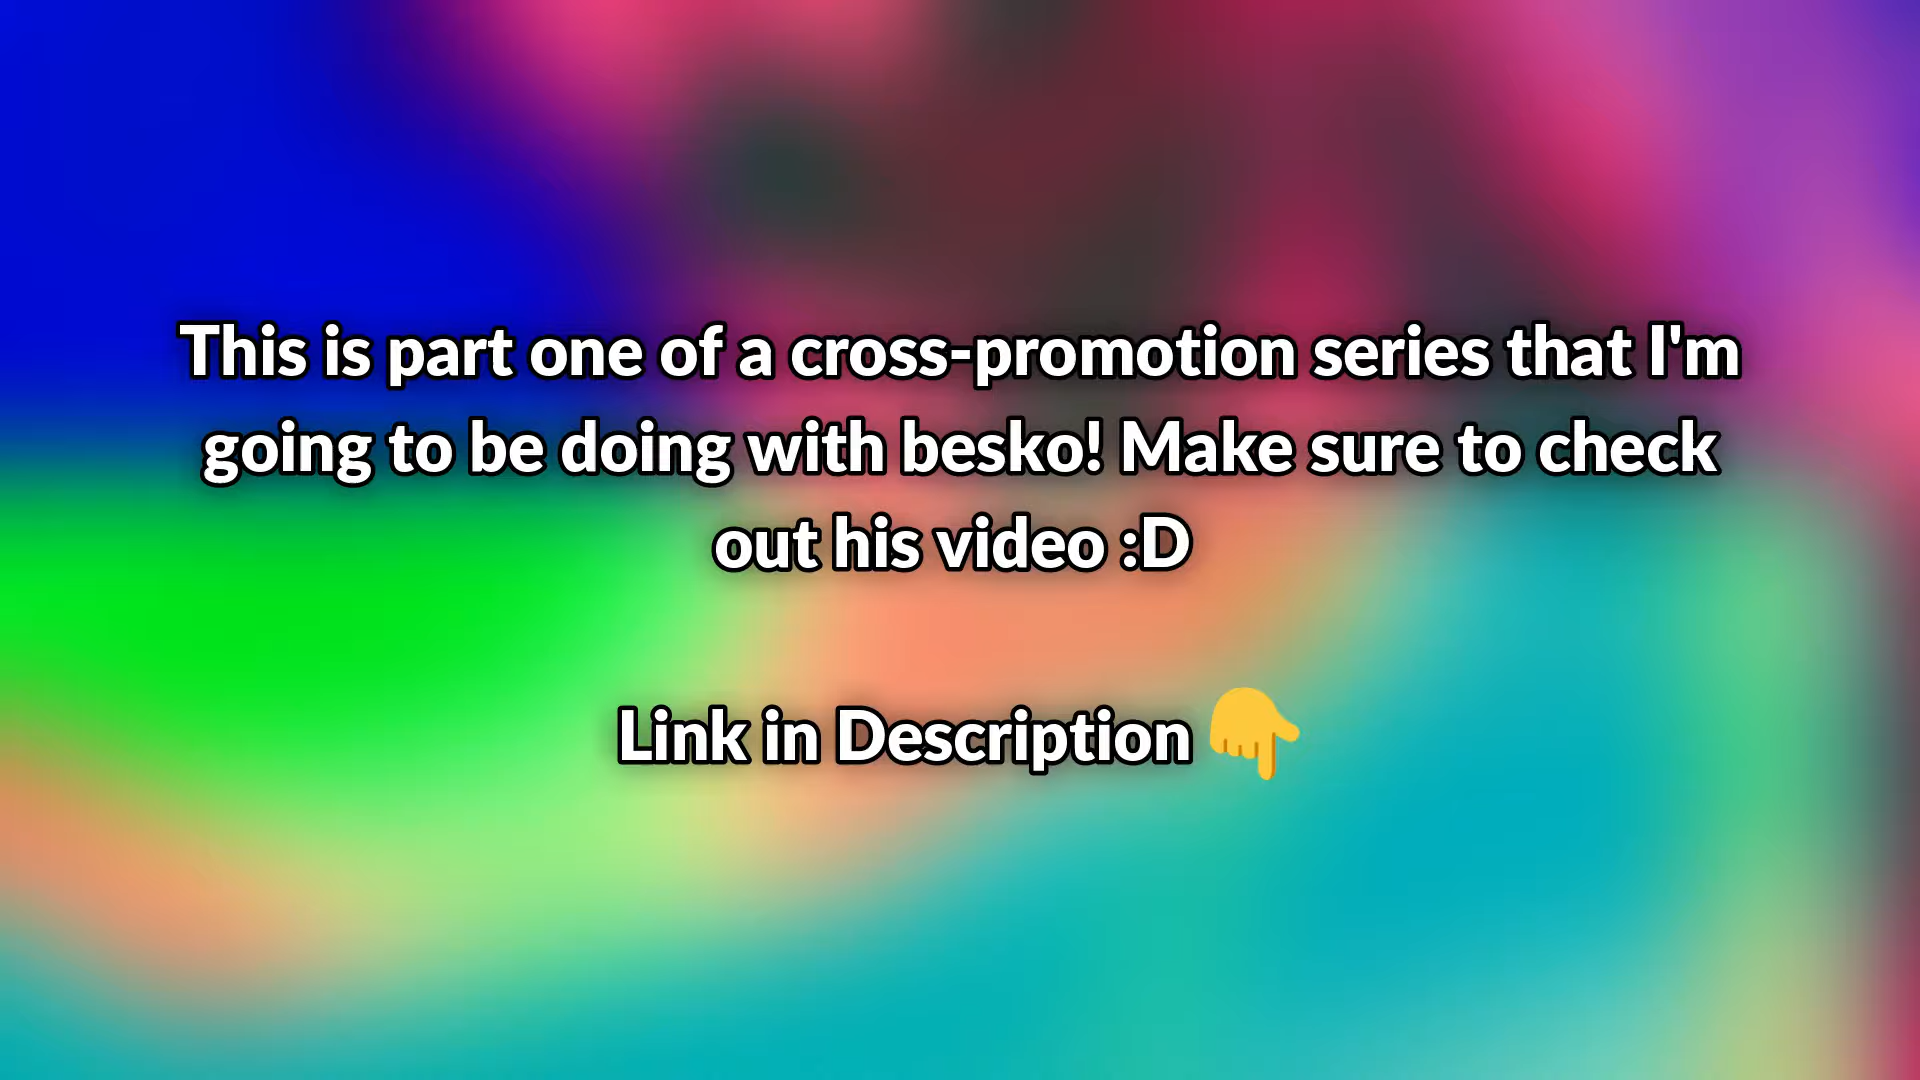 This is part one of a cross-promotion series that I'm
going to be doing with besko! Make sure to check
out his video :D
Link in Description 👇